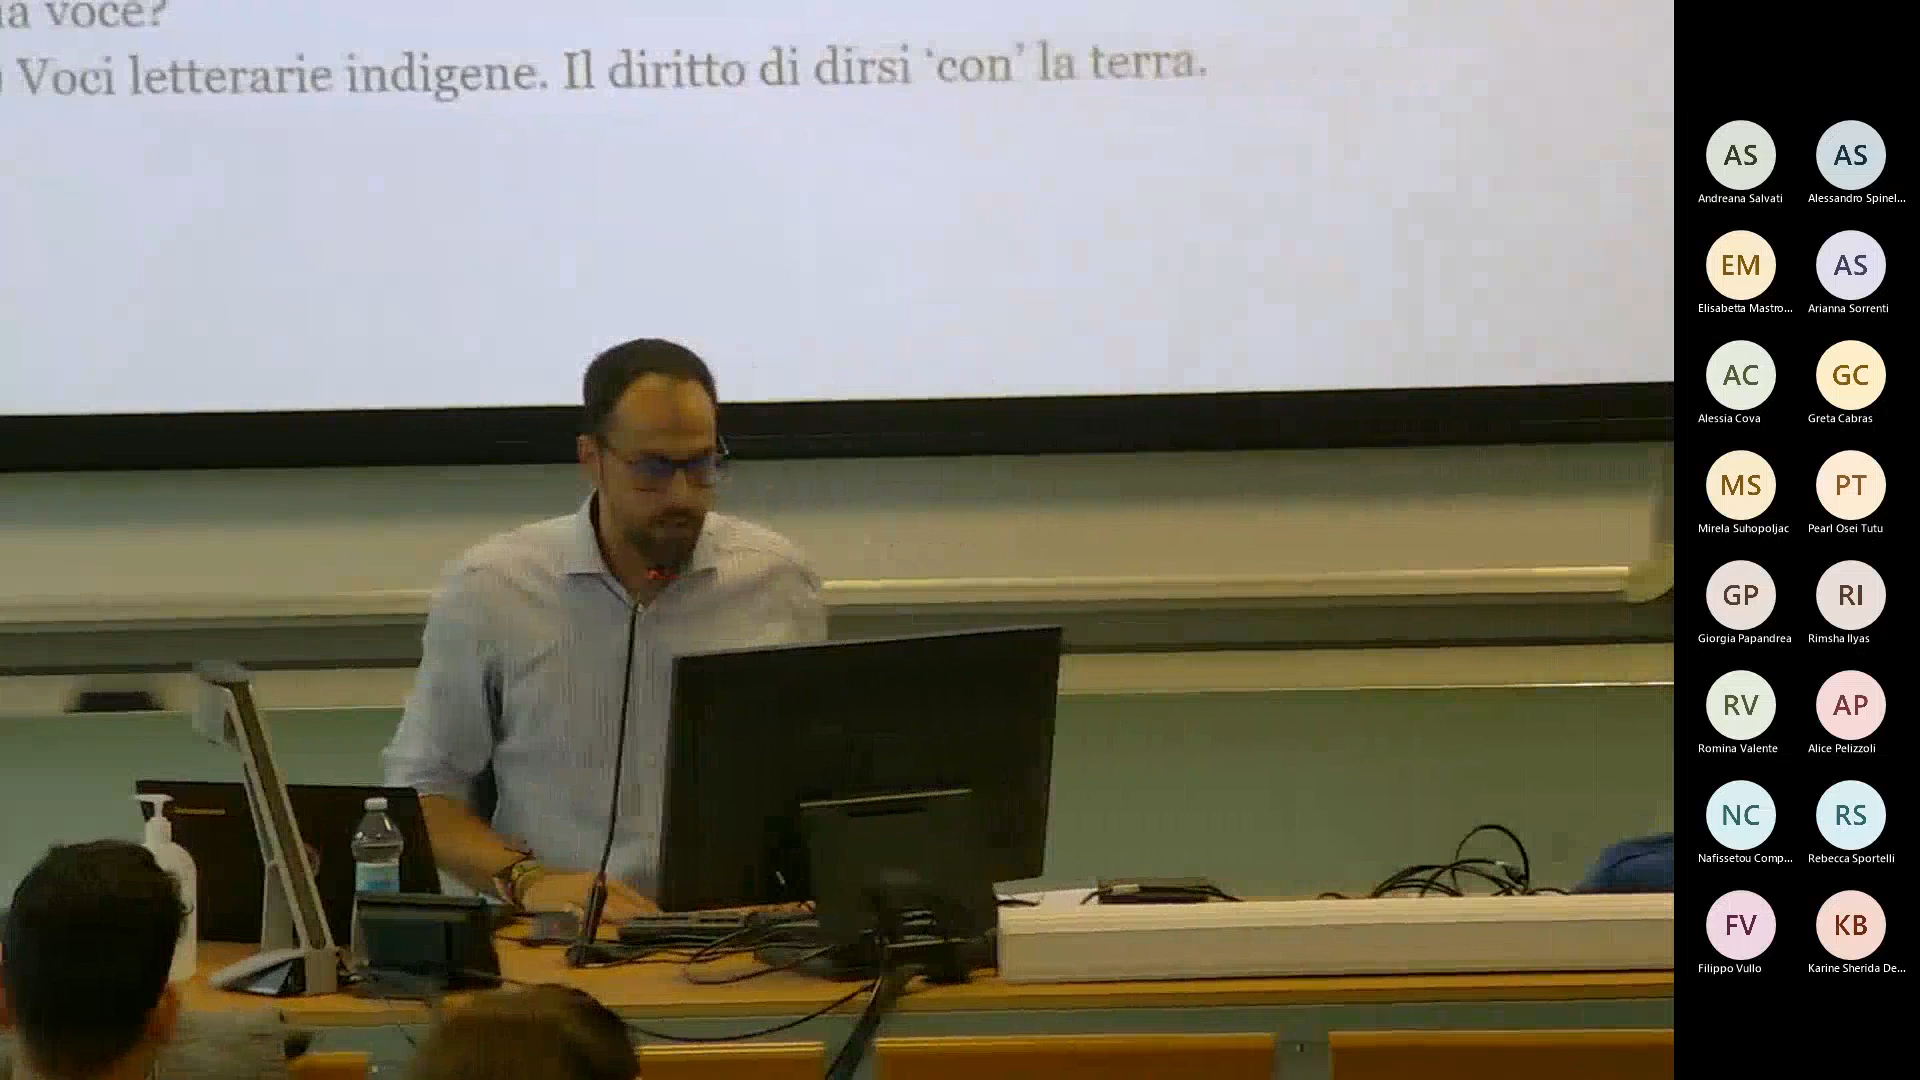 voce?
Voci letterarie indigene. Il diritto di dirsi ‘con’ la terra.
AS
AS
Andreana Salvati
Alessandro Spinel...
EM
AS
Elisabetta Mastro...
Arianna Sorrenti
AC
GC
Alessia Cova
Greta Cabras
MS
PT
Mirela Suhopoljac
Pearl Osei Tutu
GP
RI
Giorgia Papandrea
Rimsha Ilyas
RV
AP
Romina Valente
Alice Pelizzoli
NC
RS
Nafissetou Comp...
Rebecca Sportelli
FV
KB
Filippo Vullo
Karine Sherida De...